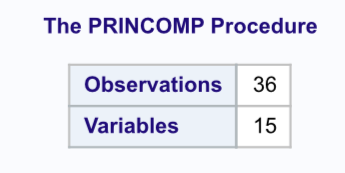 The PRINCOMP Procedure
Observations 36
Variables 15